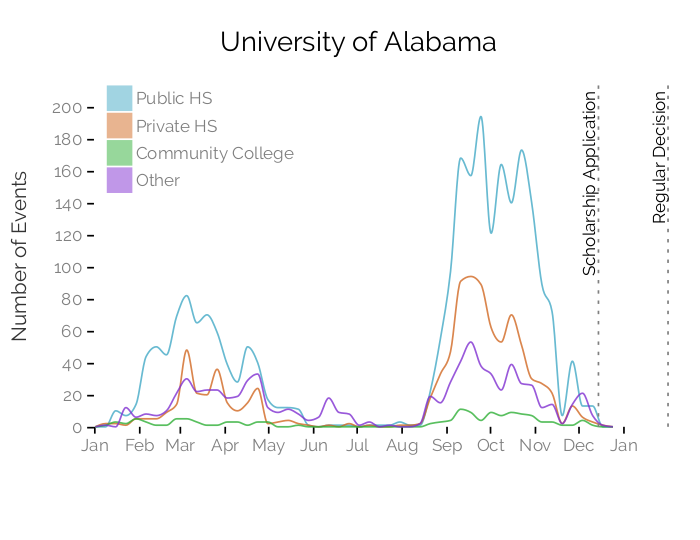 University of Alabama
Number of Events
200
180
160
140
120
100
80
60
40
20
0
Public HS
Private HS
Community College
Other
Scholarship Application
Regular Decision
Jan Feb Mar Apr May Jun Jul Aug Sep Oct Nov Dec Jan